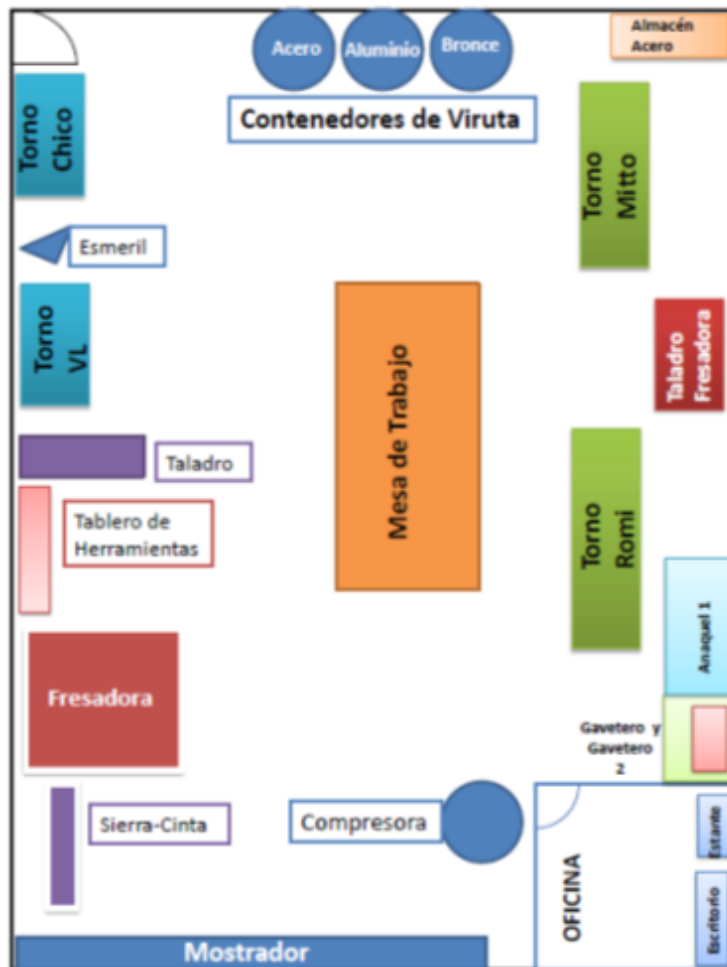 Acero
Aluminio
Bronce
Almacén
Acero
Contenedores de Viruta
Torno
Chico
Torno
Mitto
Esmeril
Torno
VL
Taladro
Fresadora
Mesa de Trabajo
Taladro
Tablero de
Herramientas
Torno
Romi
Anaquel 1
Fresadora
Gavetero y
Gavetero
2
Sierra-Cinta
Compresora
OFICINA
Estante
Escritorio
Mostrador